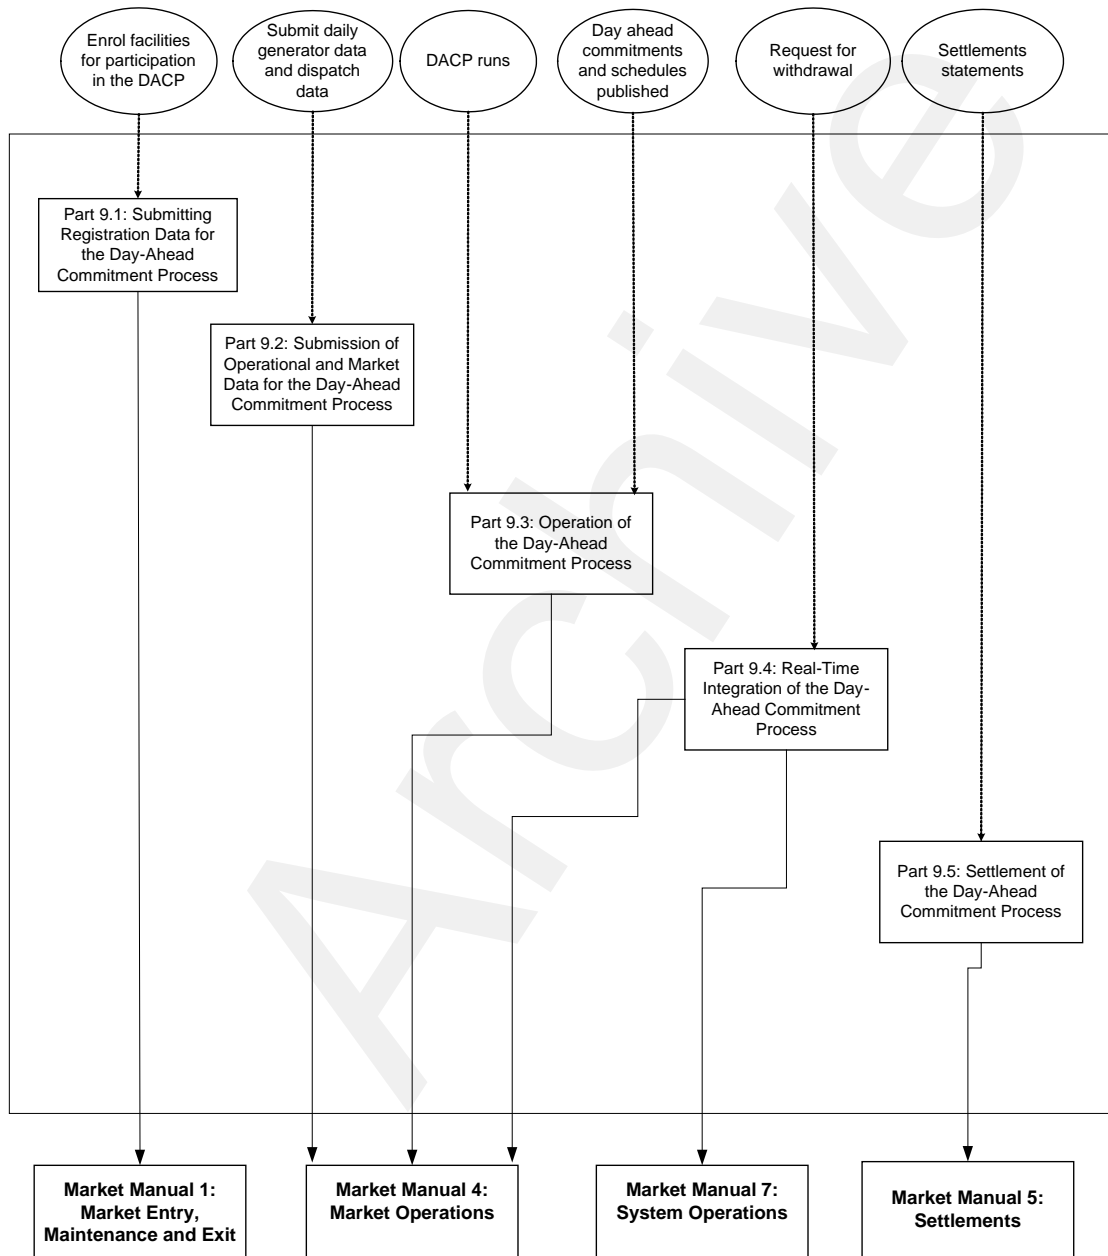 Enrol facilities
for participation
in the DACP
Submit daily
generator data
and dispatch
data
DACP runs
Day ahead
commitments
and schedules
published
Request for
withdrawal
Settlements
statements
Part 9.1: Submitting
Registration Data for
the Day-Ahead
Commitment Process
Part 9.2: Submission of
Operational and Market
Data for the Day-Ahead
Commitment Process
Part 9.3: Operation of
the Day-Ahead
Commitment Process
Part 9.4: Real-Time
Integration of the Day-
Ahead Commitment
Process
Part 9.5: Settlement of
the Day-Ahead
Commitment Process
Archive
Market Manual 1:
Market Entry,
Maintenance and Exit
Market Manual 4:
Market Operations
Market Manual 7:
System Operations
Market Manual 5:
Settlements